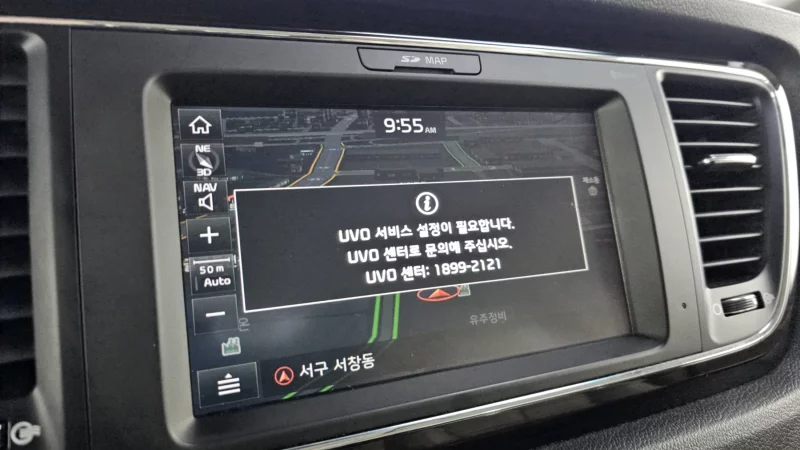 SD MAP
9:55 AM
NE
3D
NAV
50 m
Auto
UVO 서비스 설정이 필요합니다.
UVO 센터로 문의해 주십시오.
UVO 센터: 1899-2121
유주정비
서구 서창동